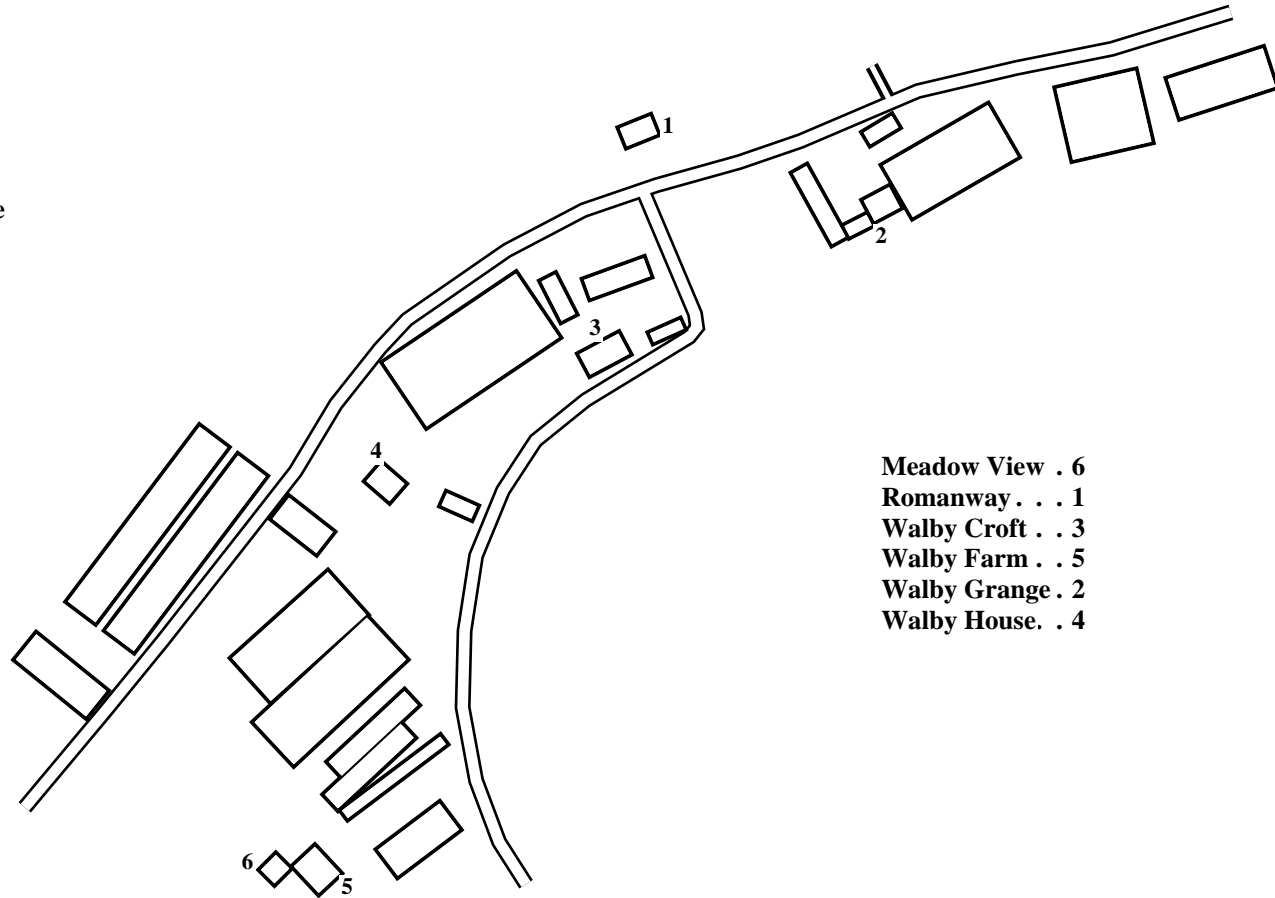 1
e
2
3
4
Meadow View . 6
Romanway . . . 1
Walby Croft . . 3
Walby Farm . . 5
Walby Grange . 2
Walby House. . 4
6
5